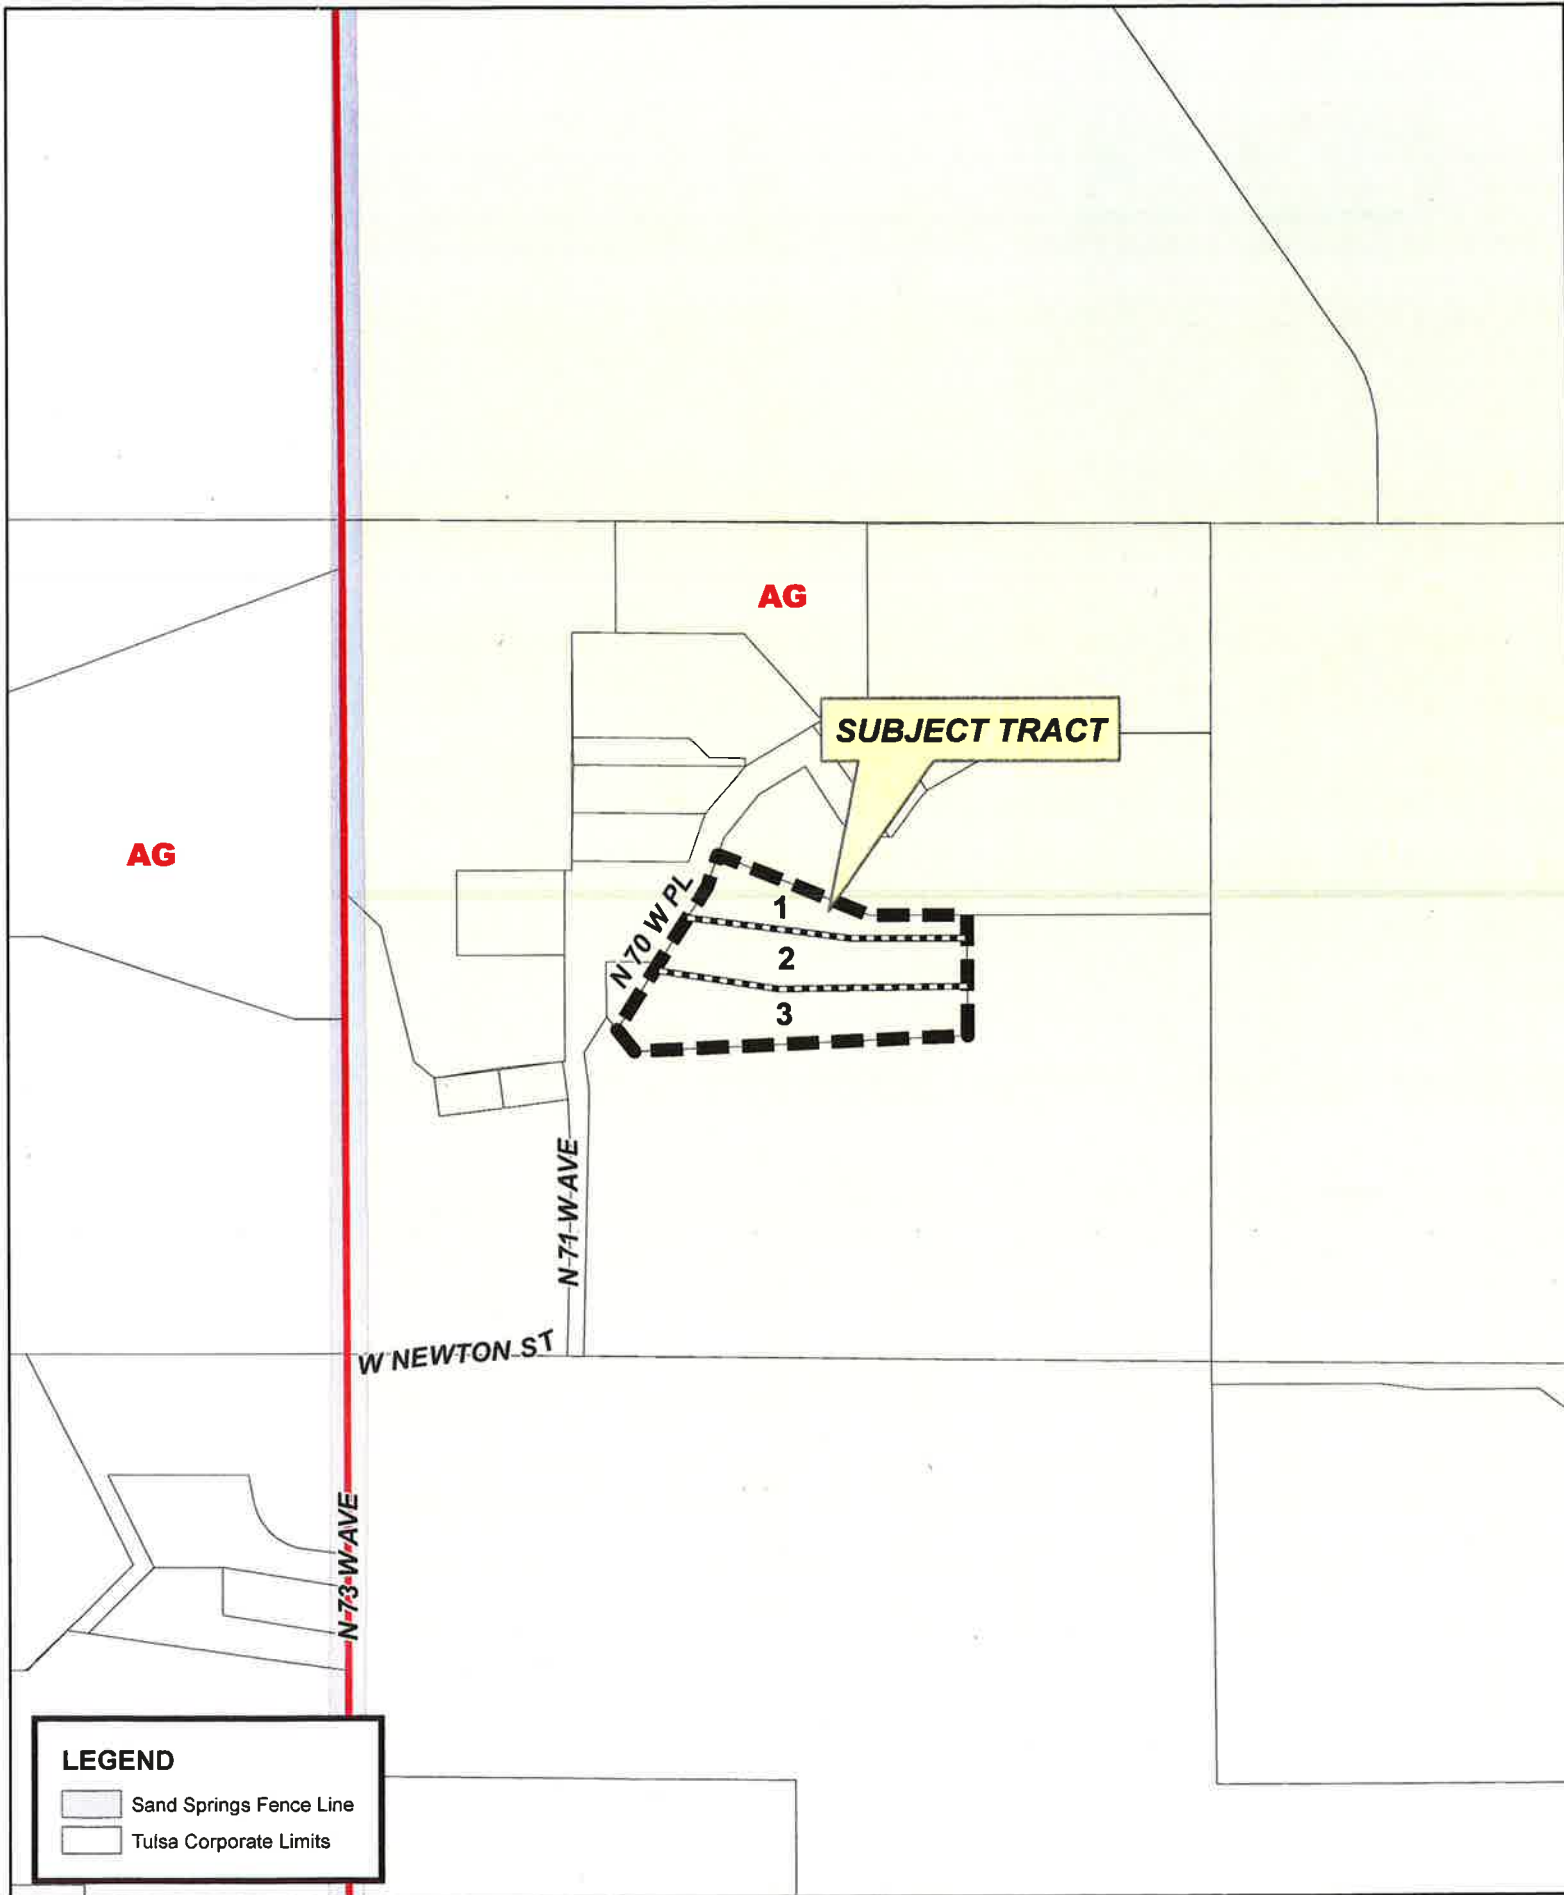 AG
SUBJECT TRACT
AG
N 70 W PL
1
2
3
N 71 W AVE
W NEWTON ST
N 73 W AVE
LEGEND
Sand Springs Fence Line
Tulsa Corporate Limits